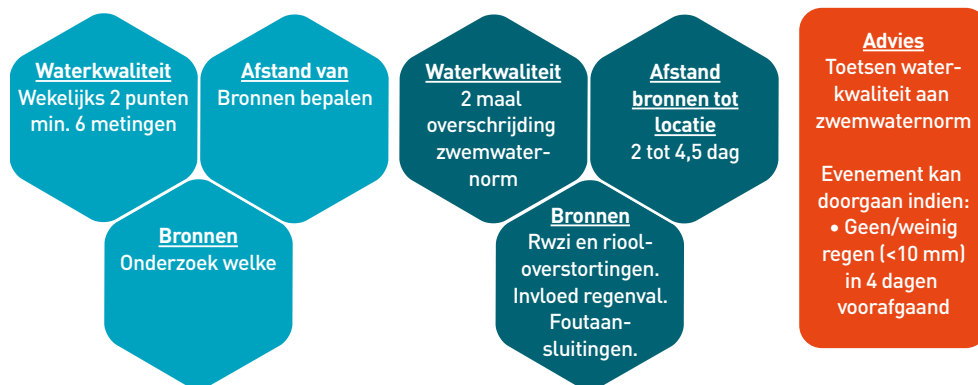 Waterkwaliteit
Wekelijks 2 punten
min. 6 metingen
Afstand van
Bronnen bepalen
Bronnen
Onderzoek welke
Waterkwaliteit
2 maal
overschrijding
zwemwater-
norm
Afstand
bronnen tot
locatie
2 tot 4,5 dag
Bronnen
Rwzi en riool-
overstortingen.
Invloed regenval.
Foutaan-
sluitingen.
Advies
Toetsen water-
kwaliteit aan
zwemwaternorm
Evenement kan
doorgaan indien:
• Geen/weinig
regen (<10 mm)
in 4 dagen
voorafgaand